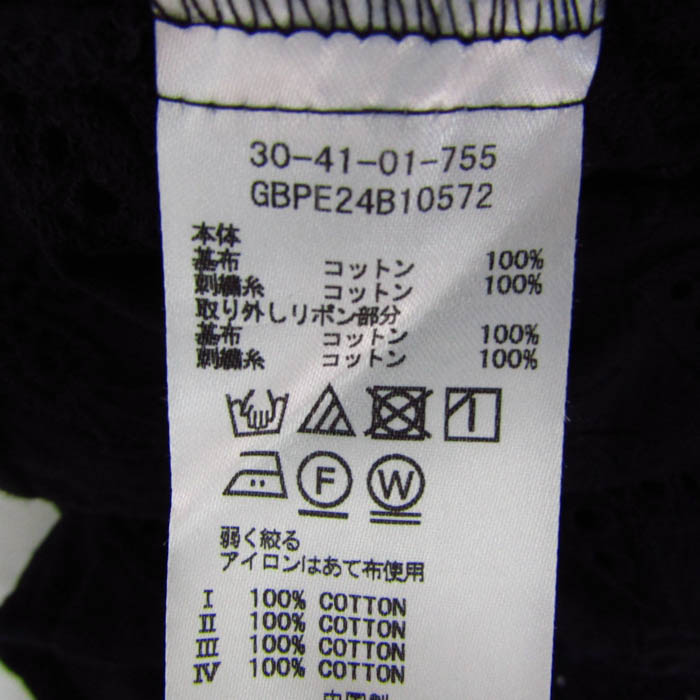 30-41-01-755
GBPE24B10572
本体
基布 コットン 100%
刺繍糸 コットン 100%
取り外しリボン部分
基布 コットン 100%
刺繍糸 コットン 100%
F W
弱く絞る
アイロンはあて布使用
I 100% COTTON
II 100% COTTON
III 100% COTTON
IV 100% COTTON
中国製